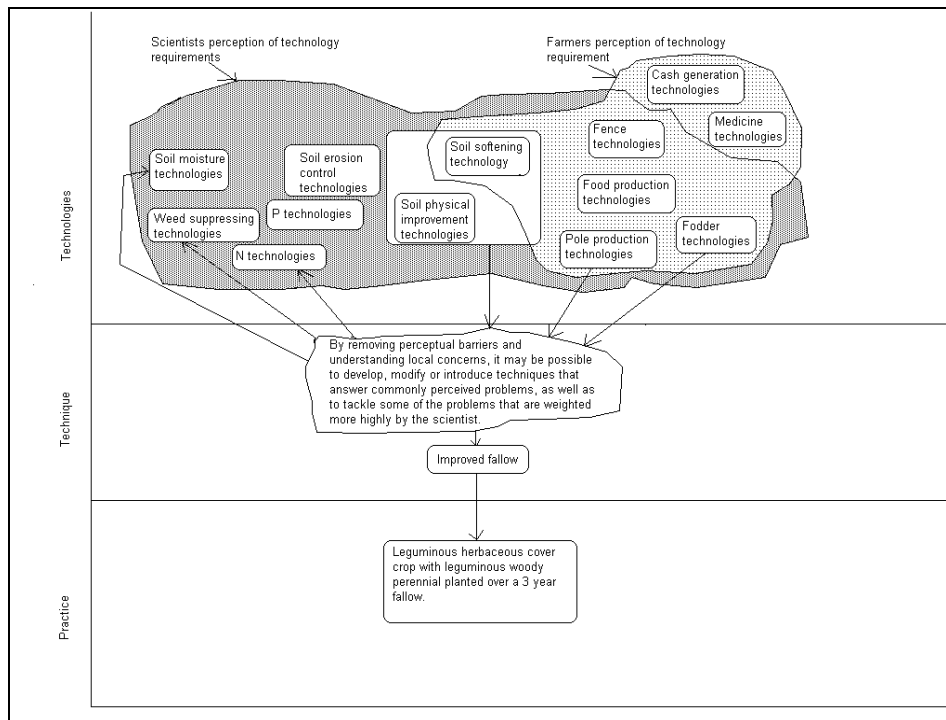 Scientists perception of technology
requirements
Farmers perception of technology
requirement
Cash generation
technologies
Medicine
technologies
Fence
technologies
Soil softening
technology
Soil erosion
control
technologies
Soil moisture
technologies
Food production
technologies
P technologies
Soil physical
improvement
technologies
Weed suppressing
technologies
Fodder
technologies
Pole production
technologies
N technologies
Technologies
By removing perceptual barriers and
understanding local concerns, it may be possible
to develop, modify or introduce techniques that
answer commonly perceived problems, as well as
to tackle some of the problems that are weighted
more highly by the scientist.
Technique
Improved fallow
Leguminous herbaceous cover
crop with leguminous woody
perennial planted over a 3 year
fallow.
Practice